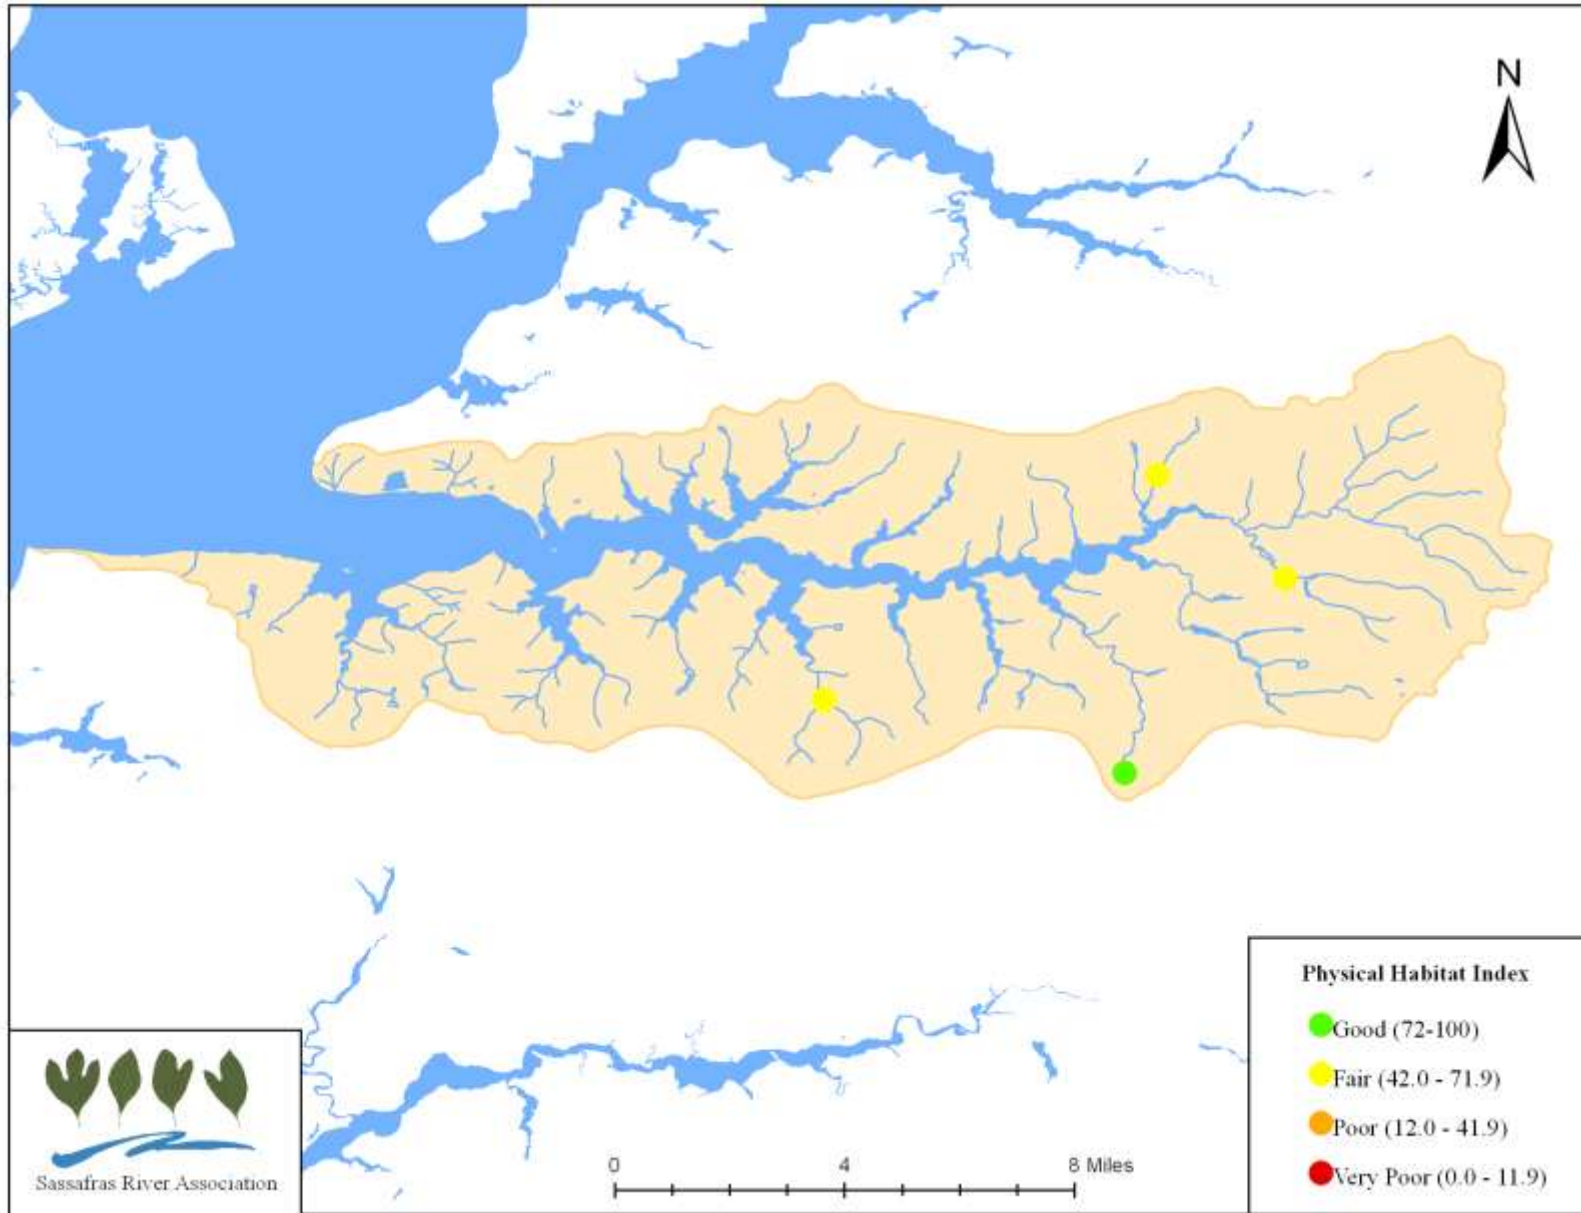 N
Physical Habitat Index
Good (72-100)
Fair (42.0 - 71.9)
Poor (12.0 - 41.9)
Very Poor (0.0 - 11.9)
0 4 8 Miles
Sassafras River Association